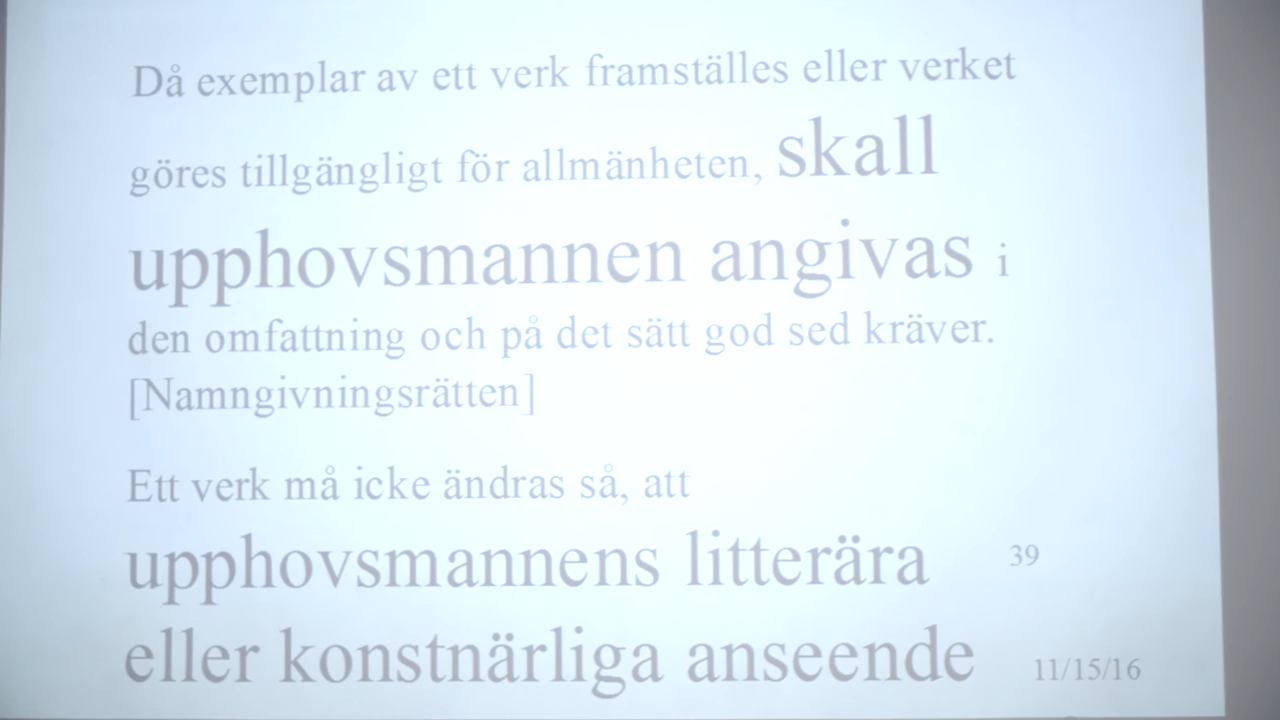 Då exemplar av ett verk framställes eller verket
göres tillgängligt för allmänheten, skall
upphovsmannen angivas i
den omfattning och på det sätt god sed kräver.
[Namngivningsrätten]
Ett verk må icke ändras så, att
upphovsmannens litterära
39
eller konstnärliga anseende
11/15/16